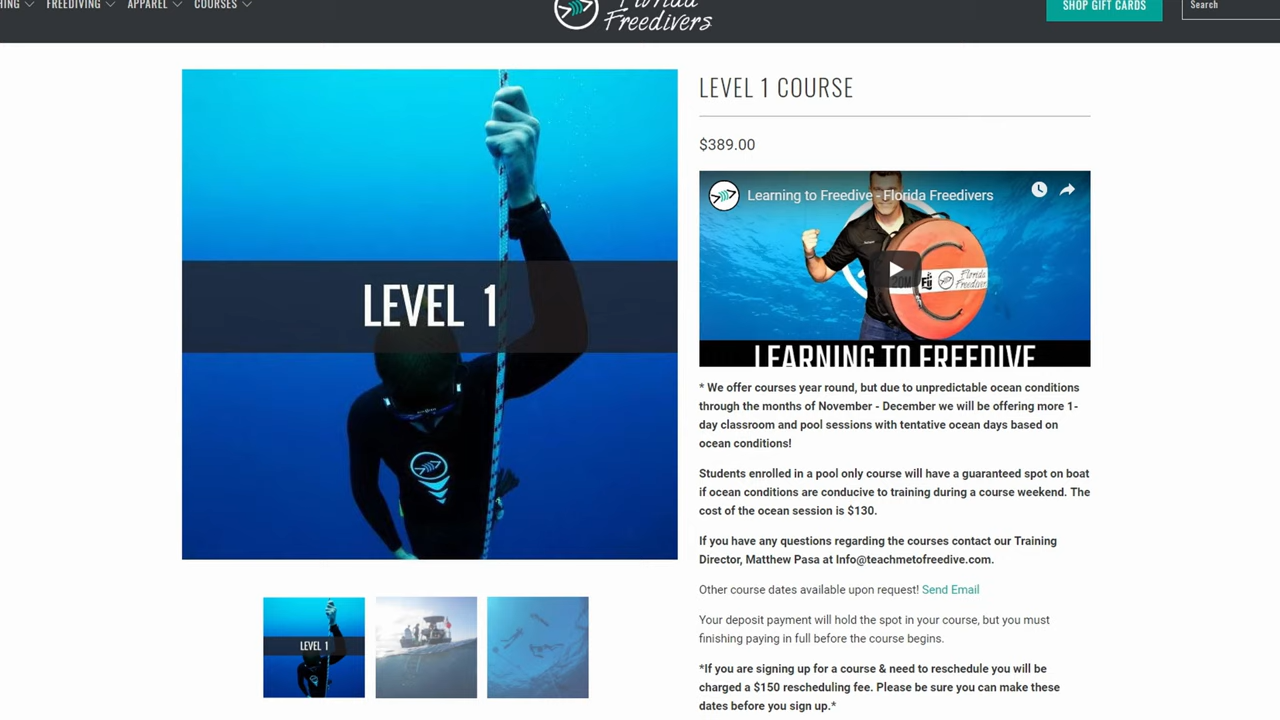 FREEDIVING
APPAREL
COURSES
Florida
Freedivers
SHOP GIFT CARDS
Search
LEVEL 1
LEVEL 1 COURSE
$389.00
Learning to Freedive - Florida Freedivers
Florida
Freedivers
LEARNING TO FREEDIVE
* We offer courses year round, but due to unpredictable ocean conditions
through the months of November - December we will be offering more 1-
day classroom and pool sessions with tentative ocean days based on
ocean conditions!
Students enrolled in a pool only course will have a guaranteed spot on boat
if ocean conditions are conducive to training during a course weekend. The
cost of the ocean session is $130.
If you have any questions regarding the courses contact our Training
Director, Matthew Pasa at Info@teachmetofreedive.com.
Other course dates available upon request! Send Email
Your deposit payment will hold the spot in your course, but you must
finishing paying in full before the course begins.
*If you are signing up for a course & need to reschedule you will be
charged a $150 rescheduling fee. Please be sure you can make these
dates before you sign up.*
LEVEL 1